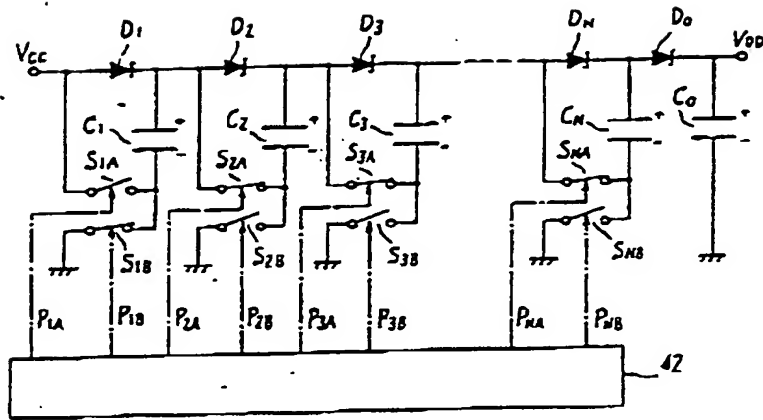 D1 D2 D3 DN D0
VCC VDD
C1 C2 C3 CN C0
S1A S2A S3A SNA
S1B S2B S3B SNB
P1A P1B P2A P2B P3A P3B PNA PNB
42